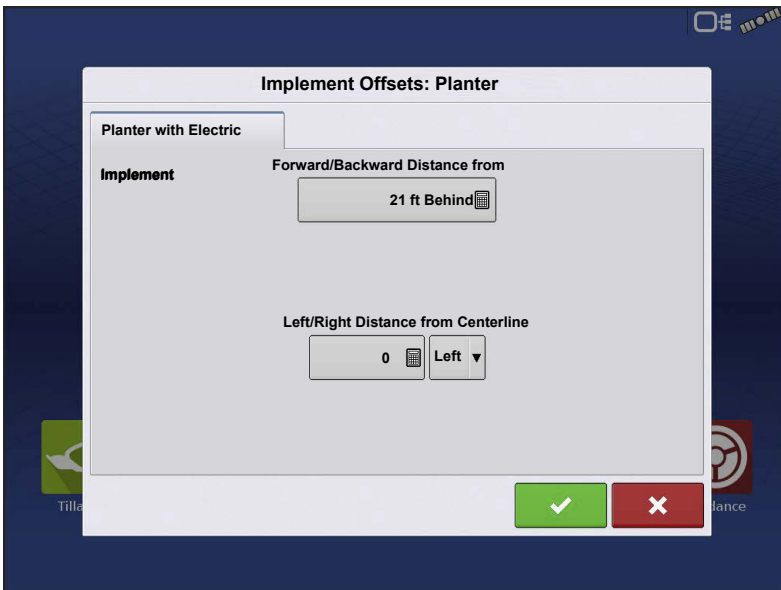 Implement Offsets: Planter
Planter with Electric
Implement
Forward/Backward Distance from
21 ft Behind
Left/Right Distance from Centerline
0 Left
Tilla
dance